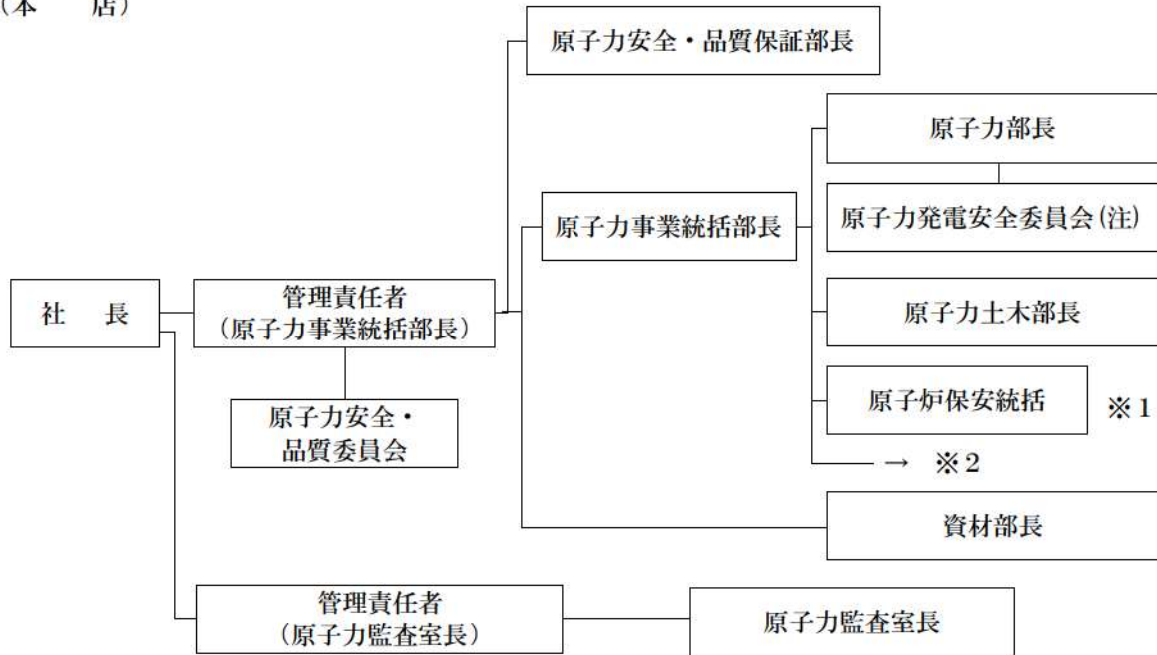 （本　　店）
原子力安全・品質保証部長
原子力部長
原子力事業統括部長
原子力発電安全委員会(注)
社　長
管理責任者
（原子力事業統括部長）
原子力土木部長
原子力安全・
品質委員会
原子炉保安統括
※１
→ ※２
資材部長
管理責任者
（原子力監査室長）
原子力監査室長